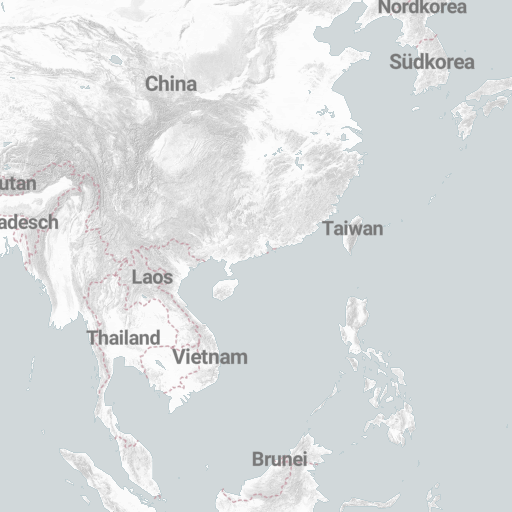 Nordkorea
Südkorea
China
utan
adesch
Taiwan
Laos
Thailand
Vietnam
Brunei